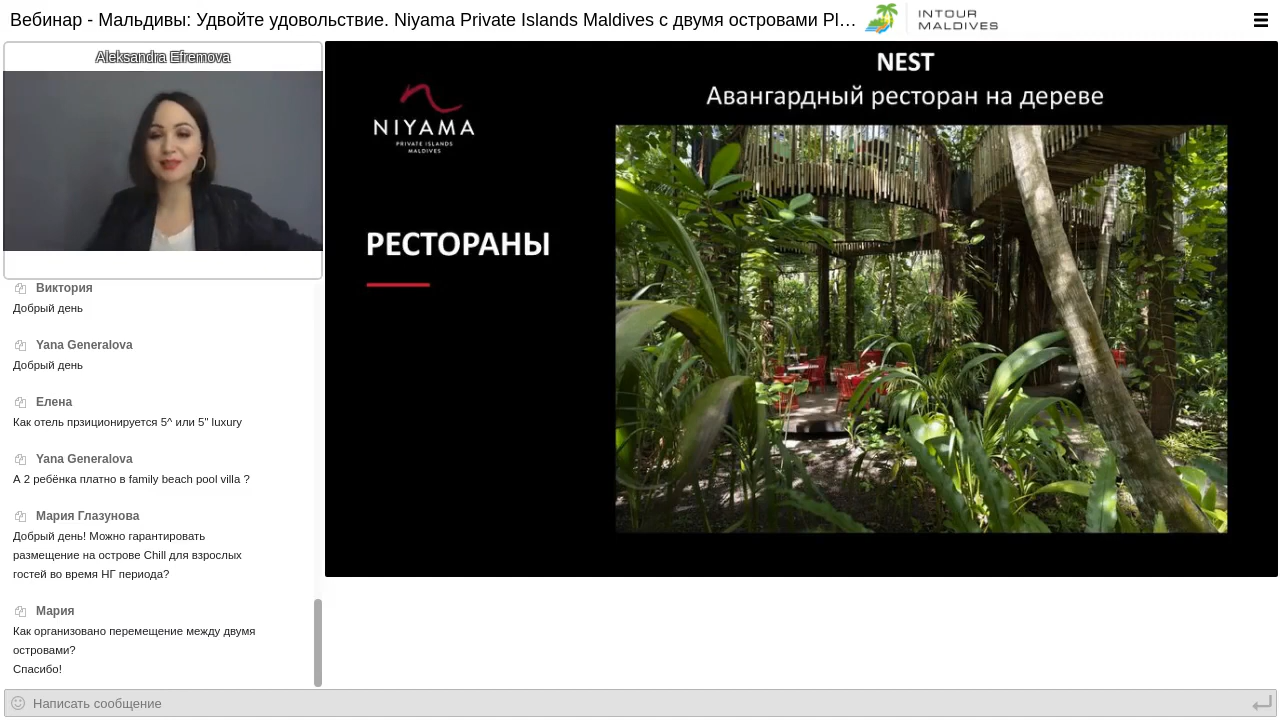 Вебинар - Мальдивы: Удвойте удовольствие. Niyama Private Islands Maldives с двумя островами Pl…
INTOUR
MALDIVES
Aleksandra Efremova
Виктория
Добрый день
Yana Generalova
Добрый день
Елена
Как отель прзиционируется 5^ или 5" luxury
Yana Generalova
А 2 ребёнка платно в family beach pool villa ?
Мария Глазунова
Добрый день! Можно гарантировать
размещение на острове Chill для взрослых
гостей во время НГ периода?
Мария
Как организовано перемещение между двумя
островами?
Спасибо!
Написать сообщение
NIYAMA
PRIVATE ISLANDS
MALDIVES
РЕСТОРАНЫ
NEST
Авангардный ресторан на дереве